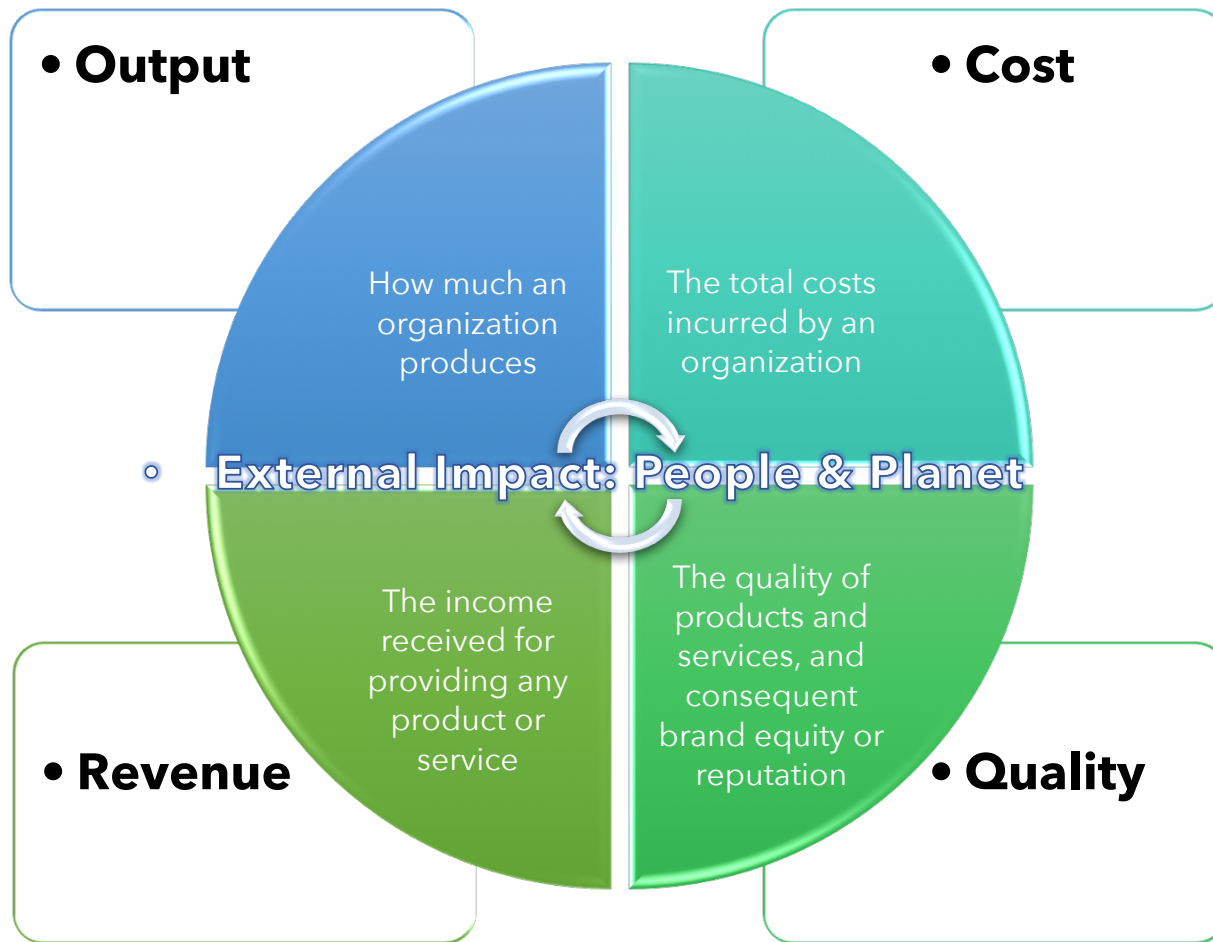 • Output
• Cost
How much an
organization
produces
The total costs
incurred by an
organization
• External Impact: People & Planet
The income
received for
providing any
product or
service
The quality of
products and
services, and
consequent
brand equity or
reputation
• Revenue
• Quality